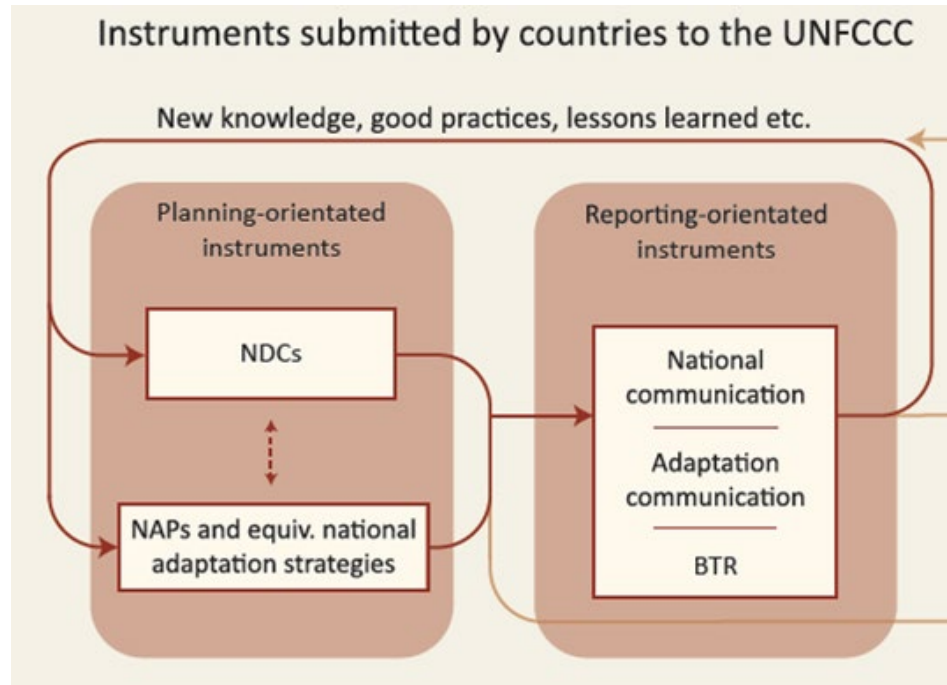 Instruments submitted by countries to the UNFCCC
New knowledge, good practices, lessons learned etc.
Planning-orientated
instruments
NDCs
NAPs and equiv. national
adaptation strategies
Reporting-orientated
instruments
National
communication
Adaptation
communication
BTR